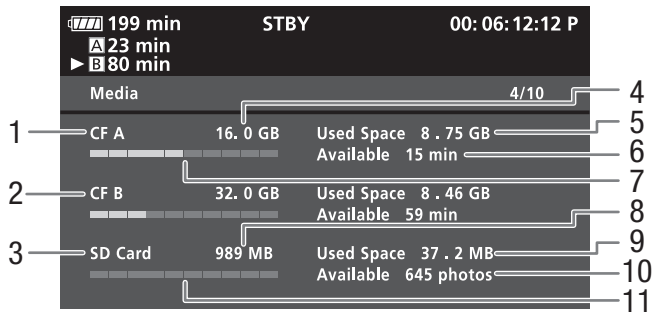 199 min STBY 00: 06: 12:12 P
A 23 min
B 80 min
Media 4/10
4
1 CF A 16. 0 GB Used Space 8 . 75 GB 5
Available 15 min 6
7
2 CF B 32. 0 GB Used Space 8 . 46 GB
Available 59 min
8
3 SD Card 989 MB Used Space 37 . 2 MB 9
Available 645 photos 10
11